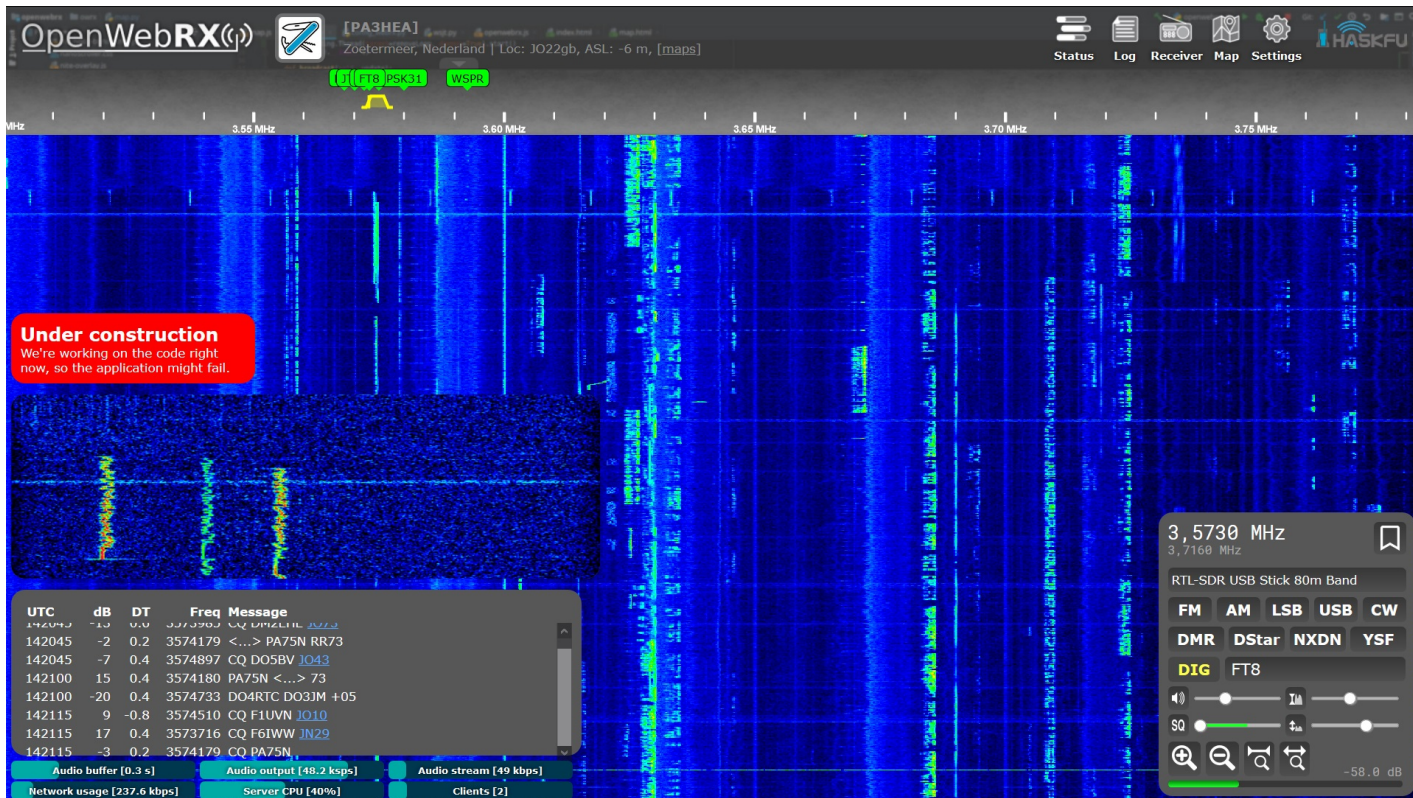 OpenWebRX
[PA3HEA]
Zoetermeer, Nederland | Loc: JO22gb, ASL: -6 m, [maps]
Status Log Receiver Map Settings
HASKFU
FT8 PSK31 WSPR
MHz 3.55 MHz 3.60 MHz 3.65 MHz 3.70 MHz 3.75 MHz
Under construction
We're working on the code right
now, so the application might fail.
UTC dB DT Freq Message
142045 -2 0.2 3574179 <...> PA75N RR73
142045 -7 0.4 3574897 CQ DO5BV JO43
142100 15 0.4 3574180 PA75N <...> 73
142100 -20 0.4 3574733 DO4RTC DO3JM +05
142115 9 -0.8 3574510 CQ F1UVN JO10
142115 17 0.4 3573716 CQ F6IWW JN29
142115 -3 0.2 3574179 CQ PA75N
Audio buffer [0.3 s] Audio output [48.2 ksps] Audio stream [49 kbps]
Network usage [237.6 kbps] Server CPU [40%] Clients [2]
3,5730 MHz
3,7160 MHz
RTL-SDR USB Stick 80m Band
FM AM LSB USB CW
DMR DStar NXDN YSF
DIG FT8
SQ
-58.0 dB